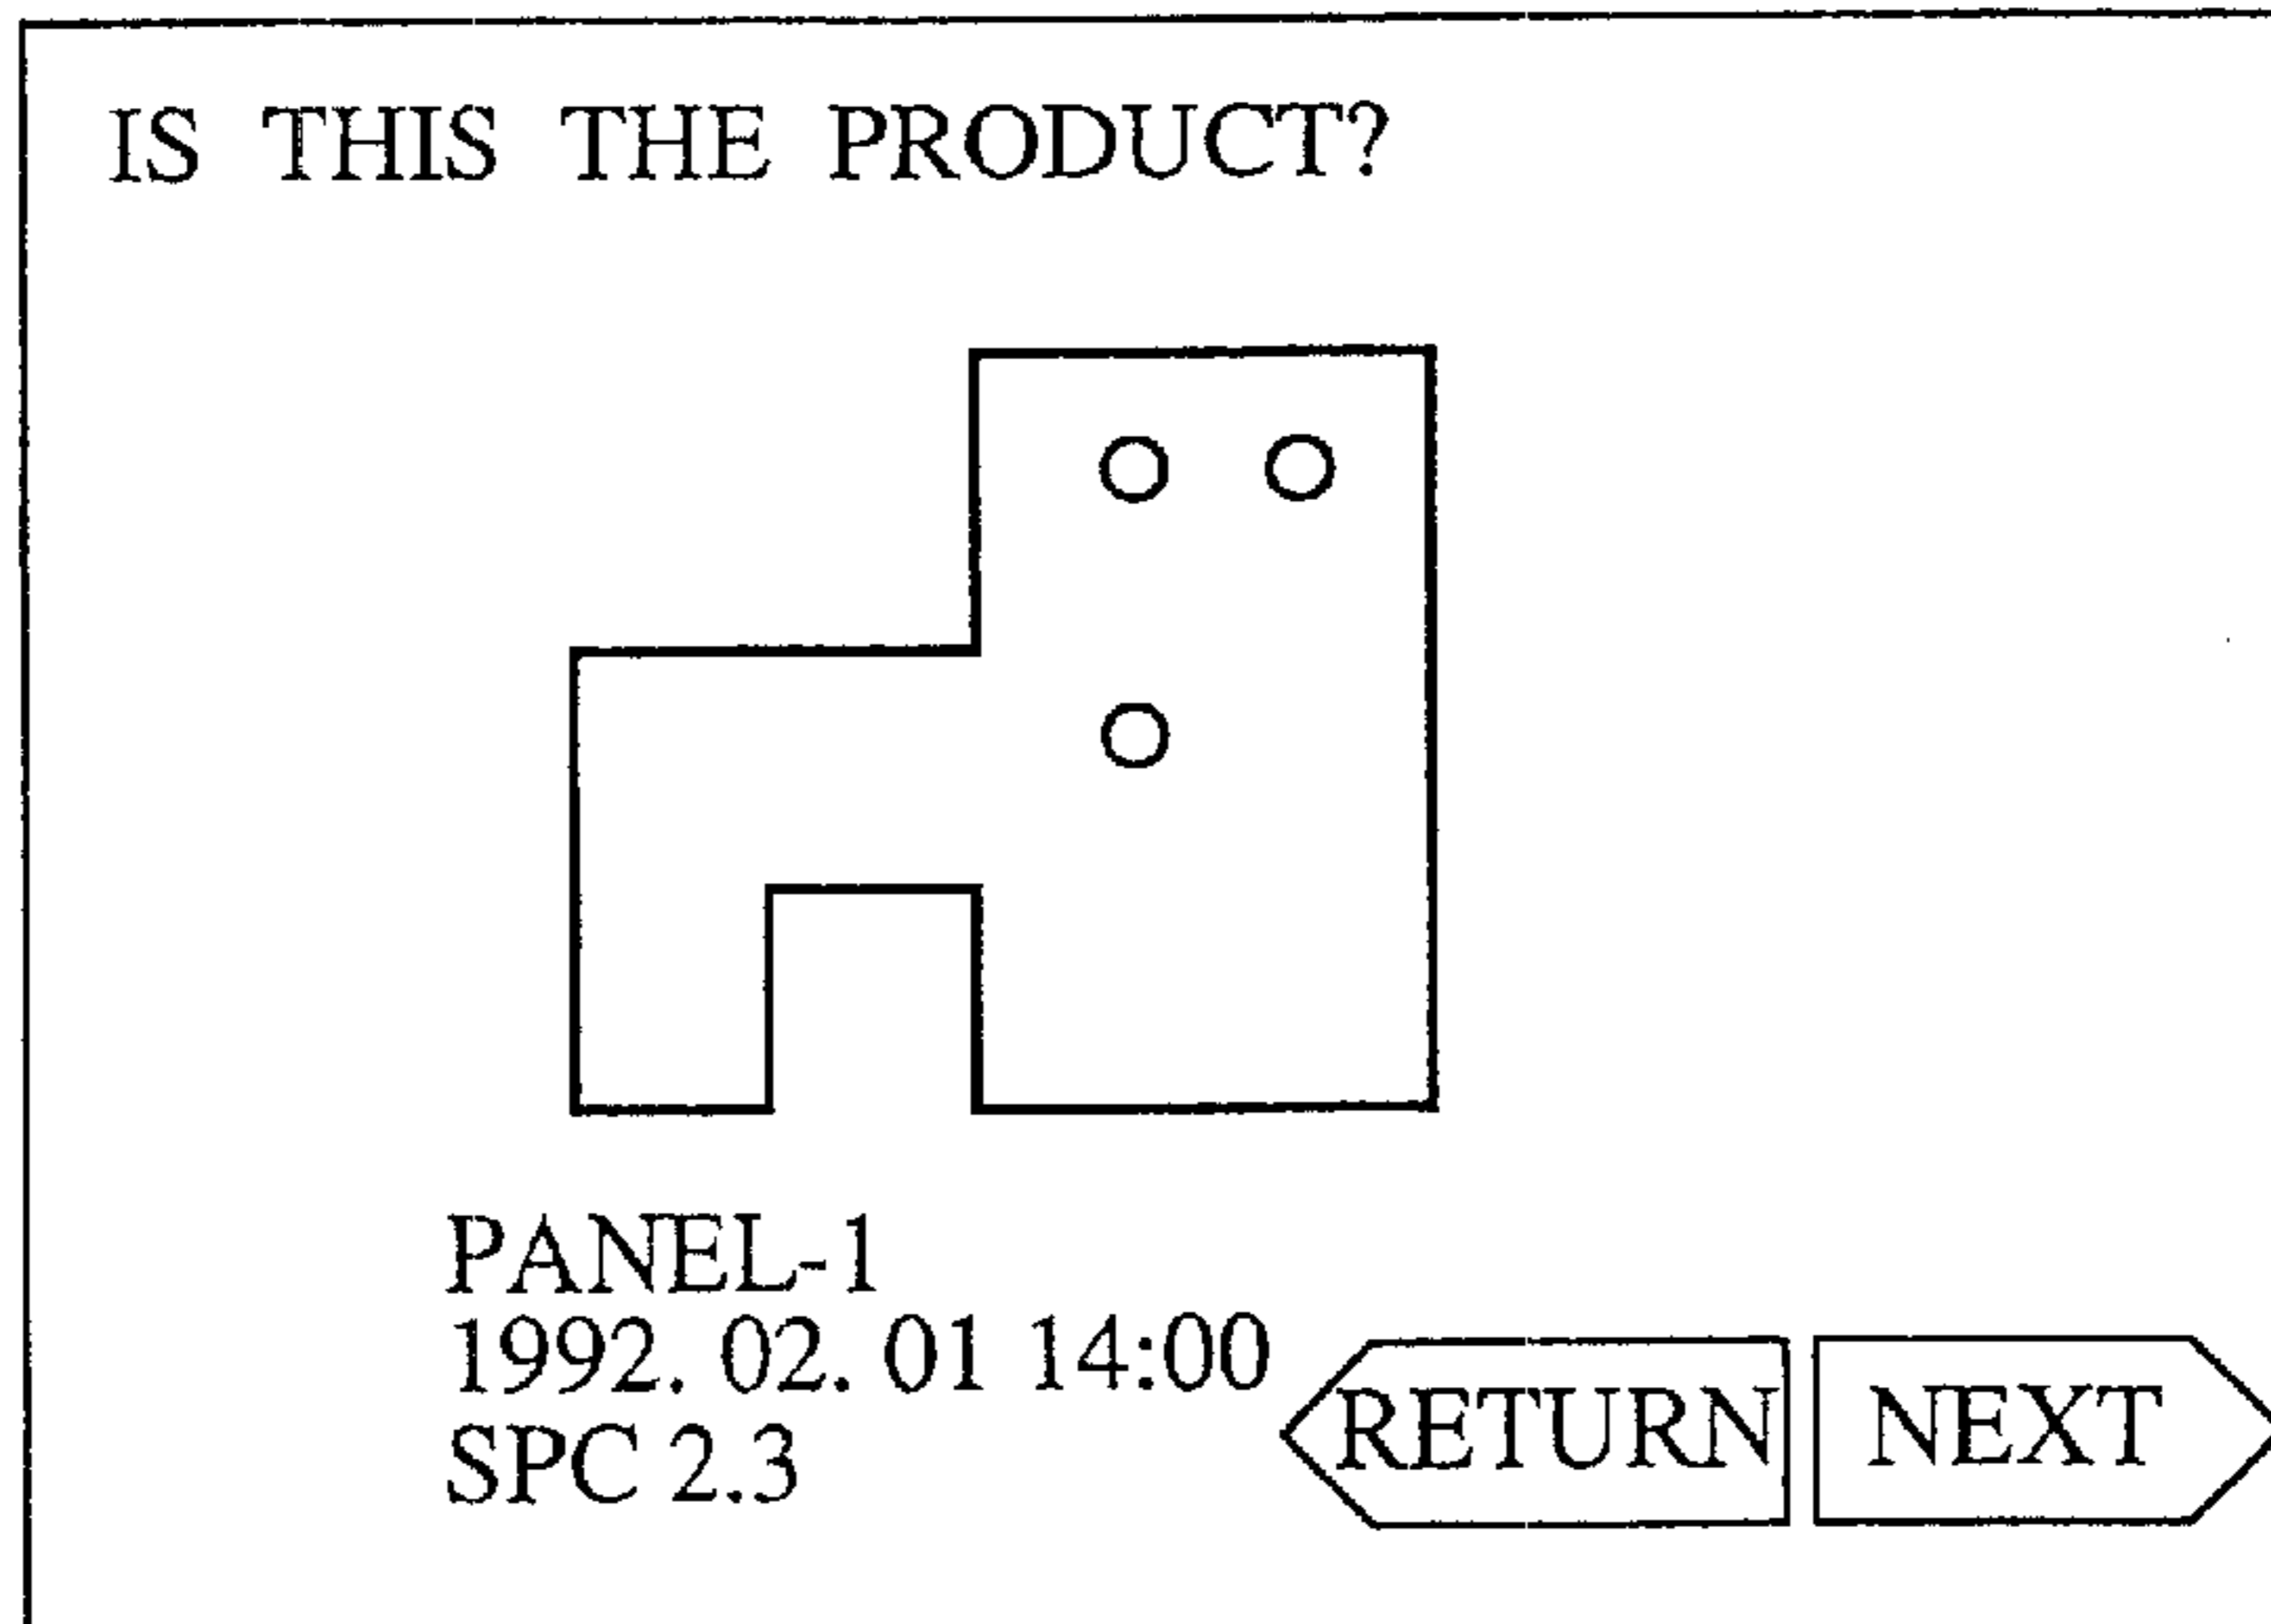 IS THIS THE PRODUCT?
PANEL-1
1992. 02. 01 14:00
SPC 2.3
RETURN NEXT